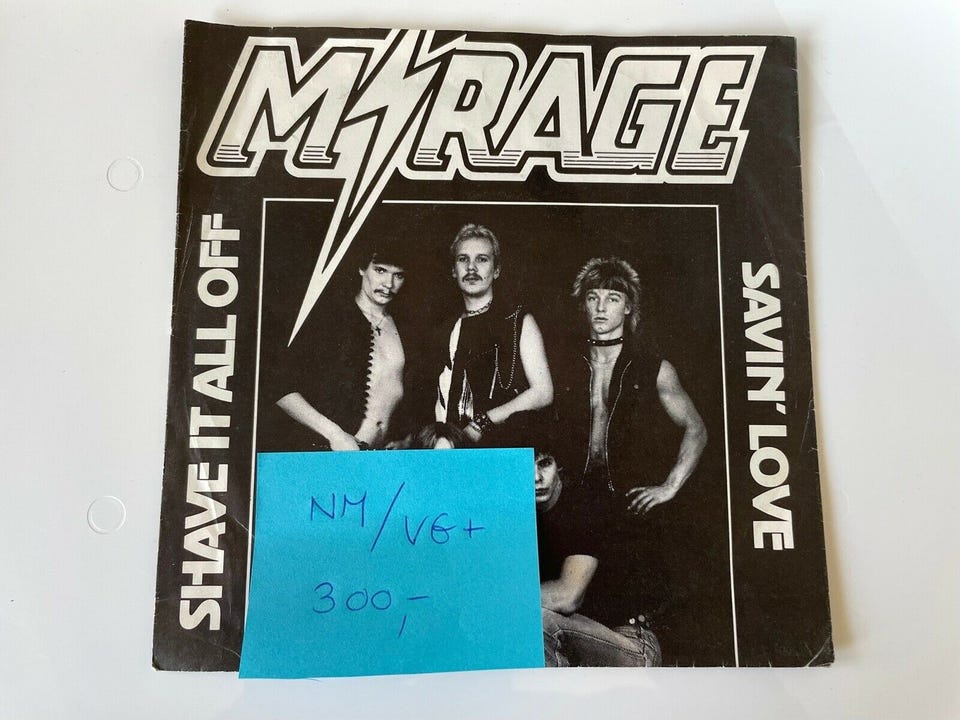 MIRAGE
SHAVE IT ALL OFF
SAVIN' LOVE
NM/VG+
300,-